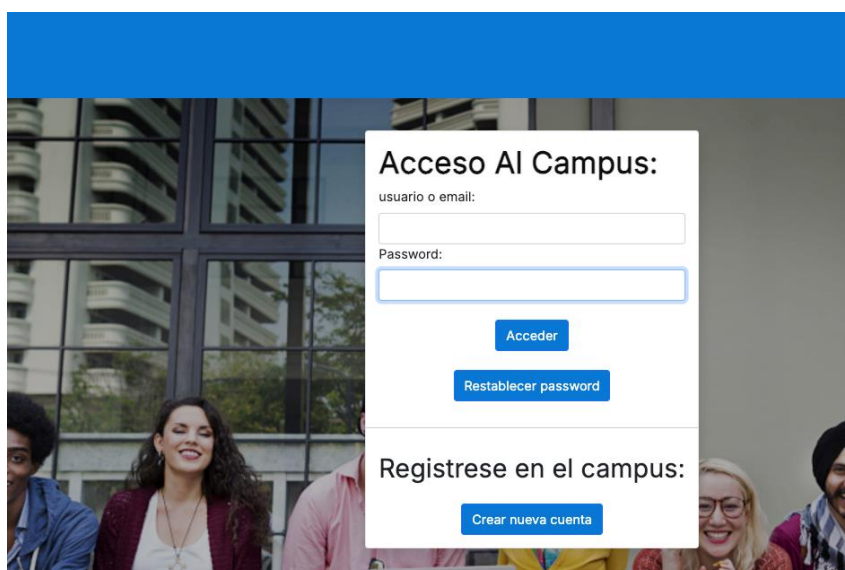 Acceso Al Campus:
usuario o email:
Password:
Acceder
Restablecer password
Registrese en el campus:
Crear nueva cuenta